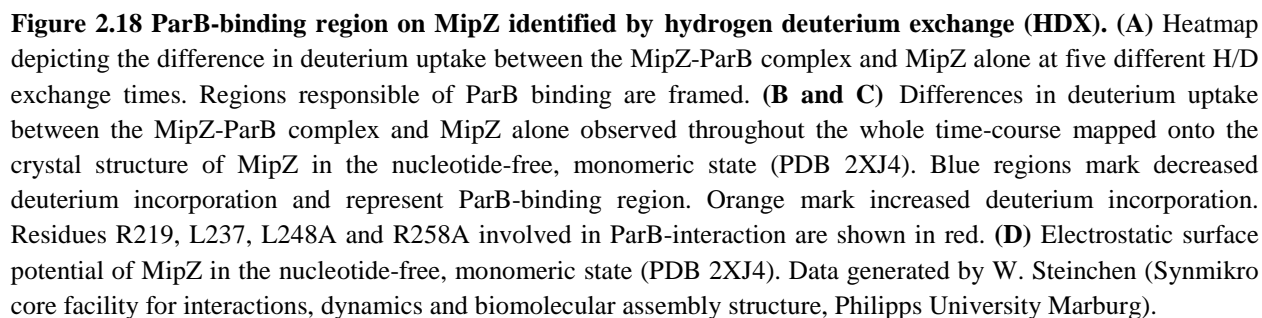 Figure 2.18 ParB-binding region on MipZ identified by hydrogen deuterium exchange (HDX). (A) Heatmap
depicting the difference in deuterium uptake between the MipZ-ParB complex and MipZ alone at five different H/D
exchange times. Regions responsible of ParB binding are framed. (B and C) Differences in deuterium uptake
between the MipZ-ParB complex and MipZ alone observed throughout the whole time-course mapped onto the
crystal structure of MipZ in the nucleotide-free, monomeric state (PDB 2XJ4). Blue regions mark decreased
deuterium incorporation and represent ParB-binding region. Orange mark increased deuterium incorporation.
Residues R219, L237, L248A and R258A involved in ParB-interaction are shown in red. (D) Electrostatic surface
potential of MipZ in the nucleotide-free, monomeric state (PDB 2XJ4). Data generated by W. Steinchen (Synmikro
core facility for interactions, dynamics and biomolecular assembly structure, Philipps University Marburg).